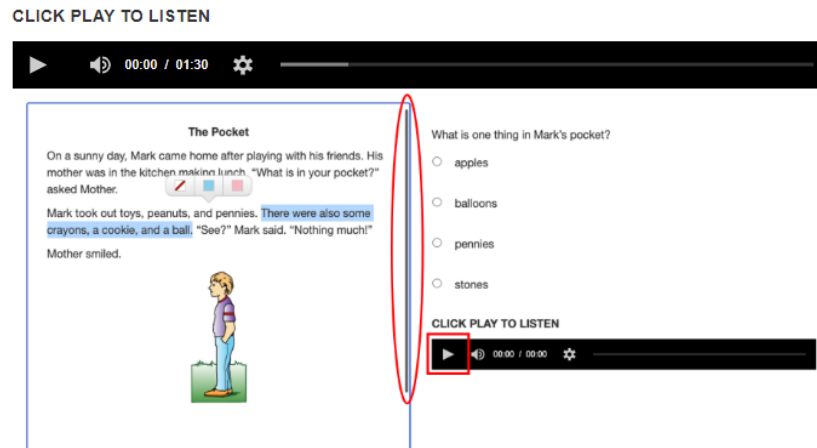 CLICK PLAY TO LISTEN
00:00 / 01:30
The Pocket
On a sunny day, Mark came home after playing with his friends. His
mother was in the kitchen making lunch. “What is in your pocket?”
asked Mother.
Mark took out toys, peanuts, and pennies. There were also some
crayons, a cookie, and a ball. “See?” Mark said. “Nothing much!”
Mother smiled.
What is one thing in Mark's pocket?
apples
balloons
pennies
stones
CLICK PLAY TO LISTEN
00:00 / 00:00